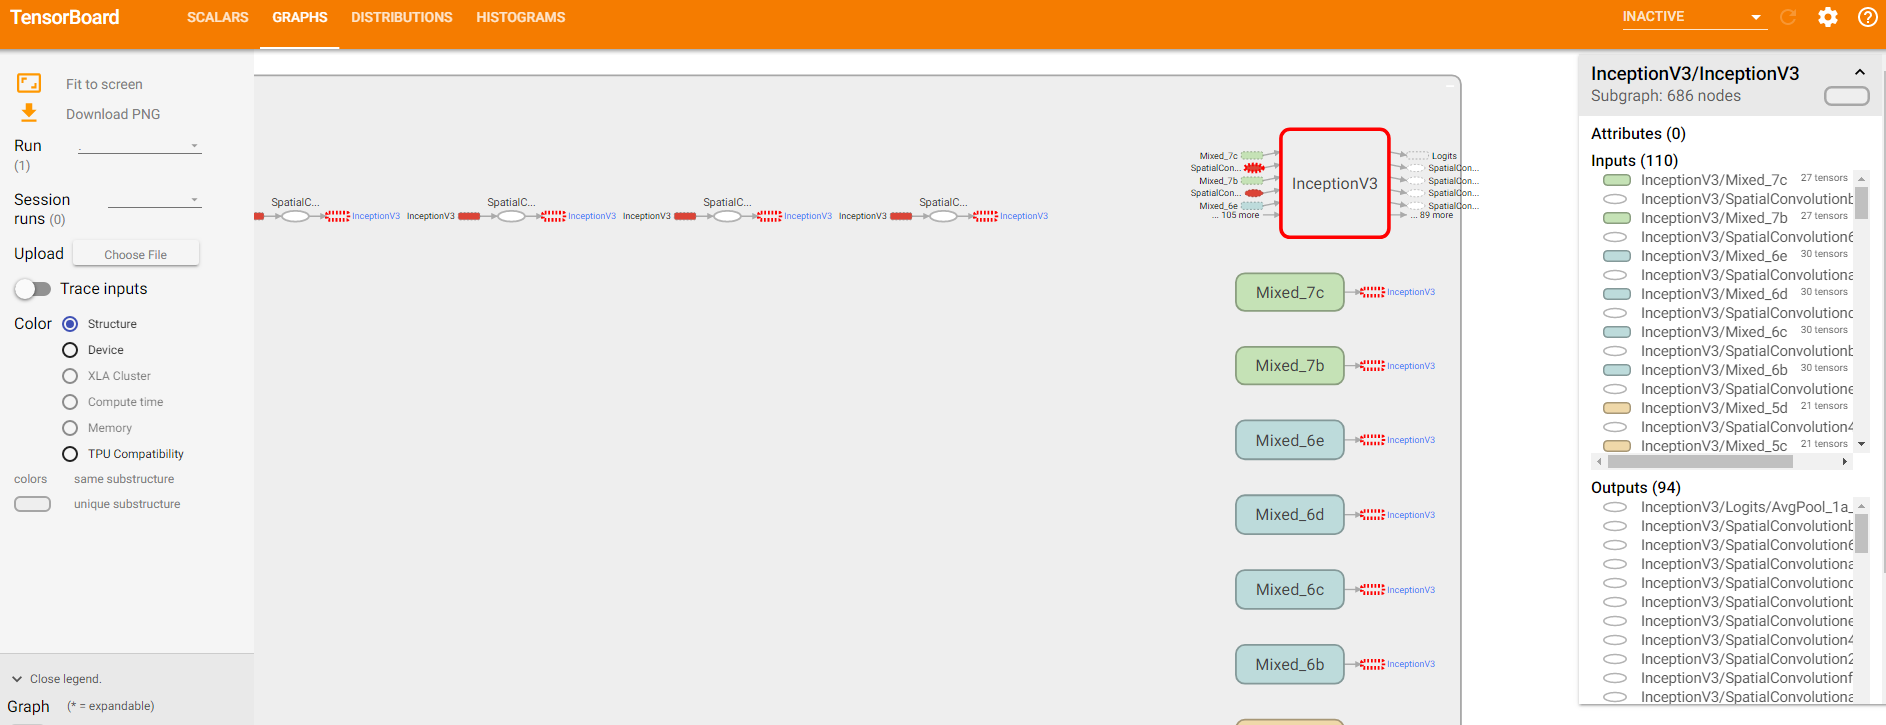 TensorBoard SCALARS GRAPHS DISTRIBUTIONS HISTOGRAMS INACTIVE
Fit to screen
Download PNG
Run
(1)
Session
runs (0)
Upload Choose File
Trace inputs
Color Structure
Device
XLA Cluster
Compute time
Memory
TPU Compatibility
colors same substructure
unique substructure
Close legend.
Graph (* = expandable)
SpatialC... SpatialC... SpatialC... SpatialC...
InceptionV3 InceptionV3 InceptionV3 InceptionV3 InceptionV3 InceptionV3 InceptionV3
Mixed_7c
SpatialCon...
Mixed_7b
SpatialCon...
Mixed_6e
... 105 more
InceptionV3
Logits
SpatialCon...
SpatialCon...
SpatialCon...
SpatialCon...
... 89 more
Mixed_7c InceptionV3
Mixed_7b InceptionV3
Mixed_6e InceptionV3
Mixed_6d InceptionV3
Mixed_6c InceptionV3
Mixed_6b InceptionV3
InceptionV3/InceptionV3
Subgraph: 686 nodes
Attributes (0)
Inputs (110)
InceptionV3/Mixed_7c 27 tensors
InceptionV3/SpatialConvolutionb
InceptionV3/Mixed_7b 27 tensors
InceptionV3/SpatialConvolution6
InceptionV3/Mixed_6e 30 tensors
InceptionV3/SpatialConvolutiona
InceptionV3/Mixed_6d 30 tensors
InceptionV3/SpatialConvolutionc
InceptionV3/Mixed_6c 30 tensors
InceptionV3/SpatialConvolutionb
InceptionV3/Mixed_6b 30 tensors
InceptionV3/SpatialConvolutione
InceptionV3/Mixed_5d 21 tensors
InceptionV3/SpatialConvolution4
InceptionV3/Mixed_5c 21 tensors
Outputs (94)
InceptionV3/Logits/AvgPool_1a_
InceptionV3/SpatialConvolutionb
InceptionV3/SpatialConvolution6
InceptionV3/SpatialConvolutiona
InceptionV3/SpatialConvolutionc
InceptionV3/SpatialConvolutionb
InceptionV3/SpatialConvolutione
InceptionV3/SpatialConvolution4
InceptionV3/SpatialConvolution2
InceptionV3/SpatialConvolutionf
InceptionV3/SpatialConvolutiona